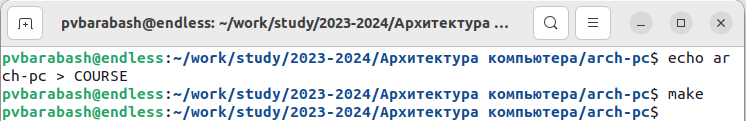 pvbarabash@endless: ~/work/study/2023-2024/Архитектура ...
pvbarabash@endless:~/work/study/2023-2024/Архитектура компьютера/arch-pc$ echo ar
ch-pc > COURSE
pvbarabash@endless:~/work/study/2023-2024/Архитектура компьютера/arch-pc$ make
pvbarabash@endless:~/work/study/2023-2024/Архитектура компьютера/arch-pc$